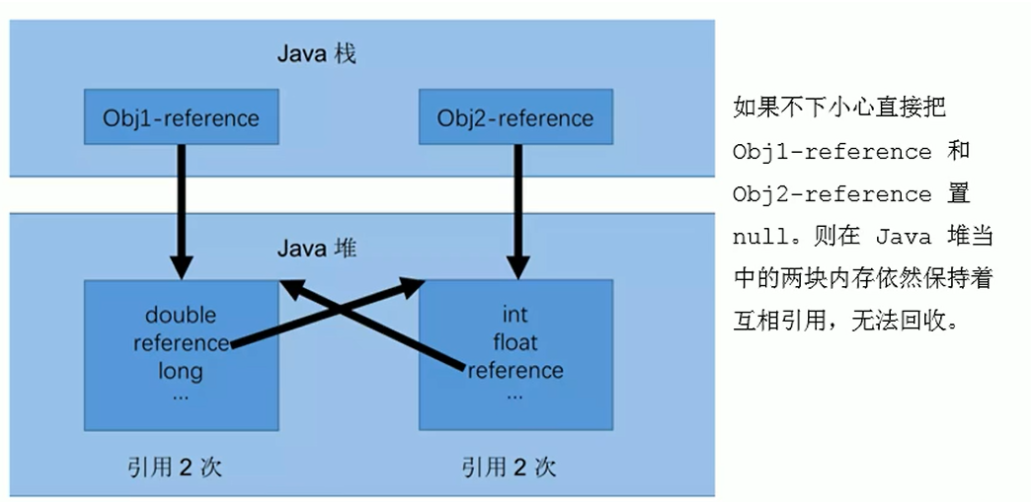 Java 栈
Obj1-reference
Obj2-reference
Java 堆
double
reference
long
...
int
float
reference
...
引用 2 次
引用 2 次
如果不下小心直接把
Obj1-reference 和
Obj2-reference 置
null。则在 Java 堆当
中的两块内存依然保持着
互相引用，无法回收。